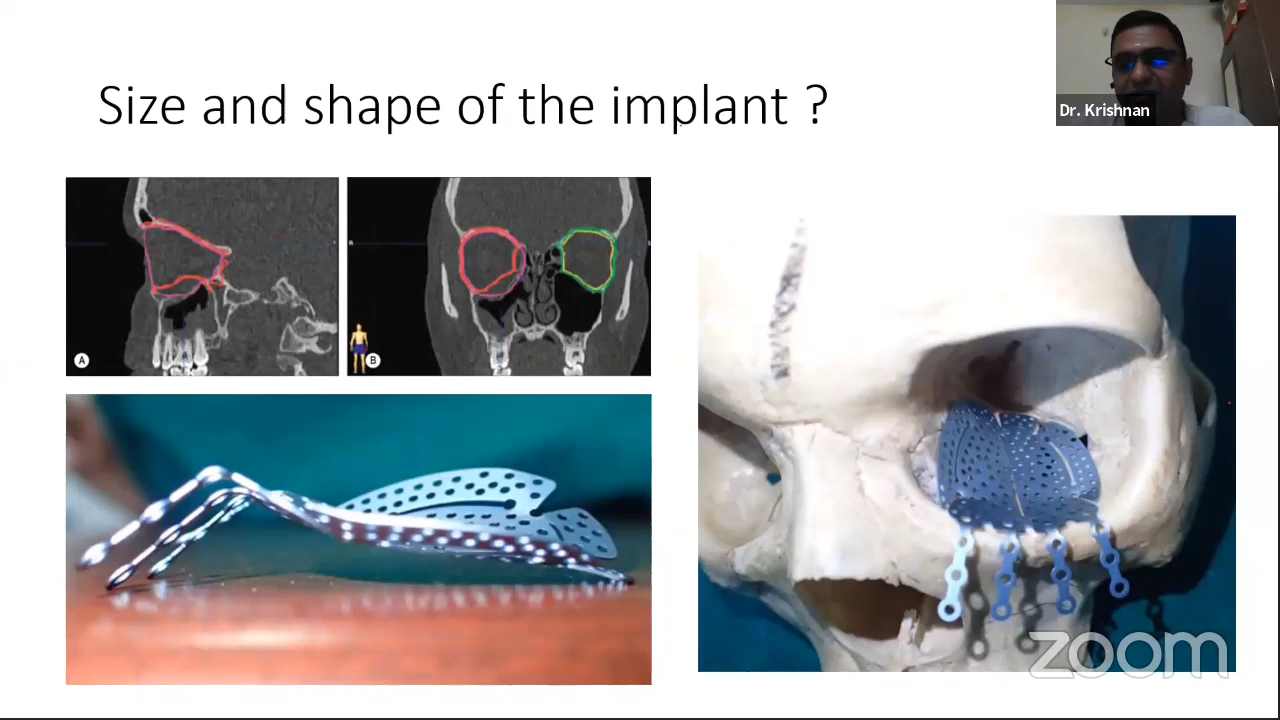 Size and shape of the implant ?
Dr. Krishnan
A
B
zoom